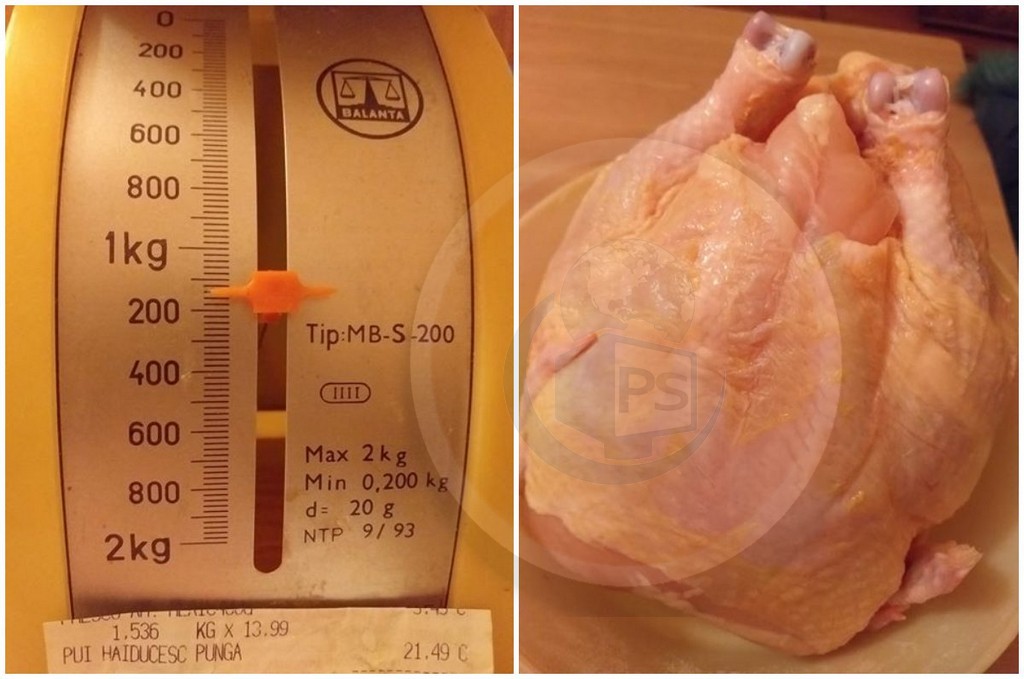 0
200
400
600
800
1kg
200
400
600
800
2kg
BALANTA
Tip:MB-S-200
IIII
Max 2kg
Min 0,200 kg
d= 20 g
NTP 9/93
1.536 KG X 13.99
PUI HAIDUCESC PUNGA 21.49 C
PS